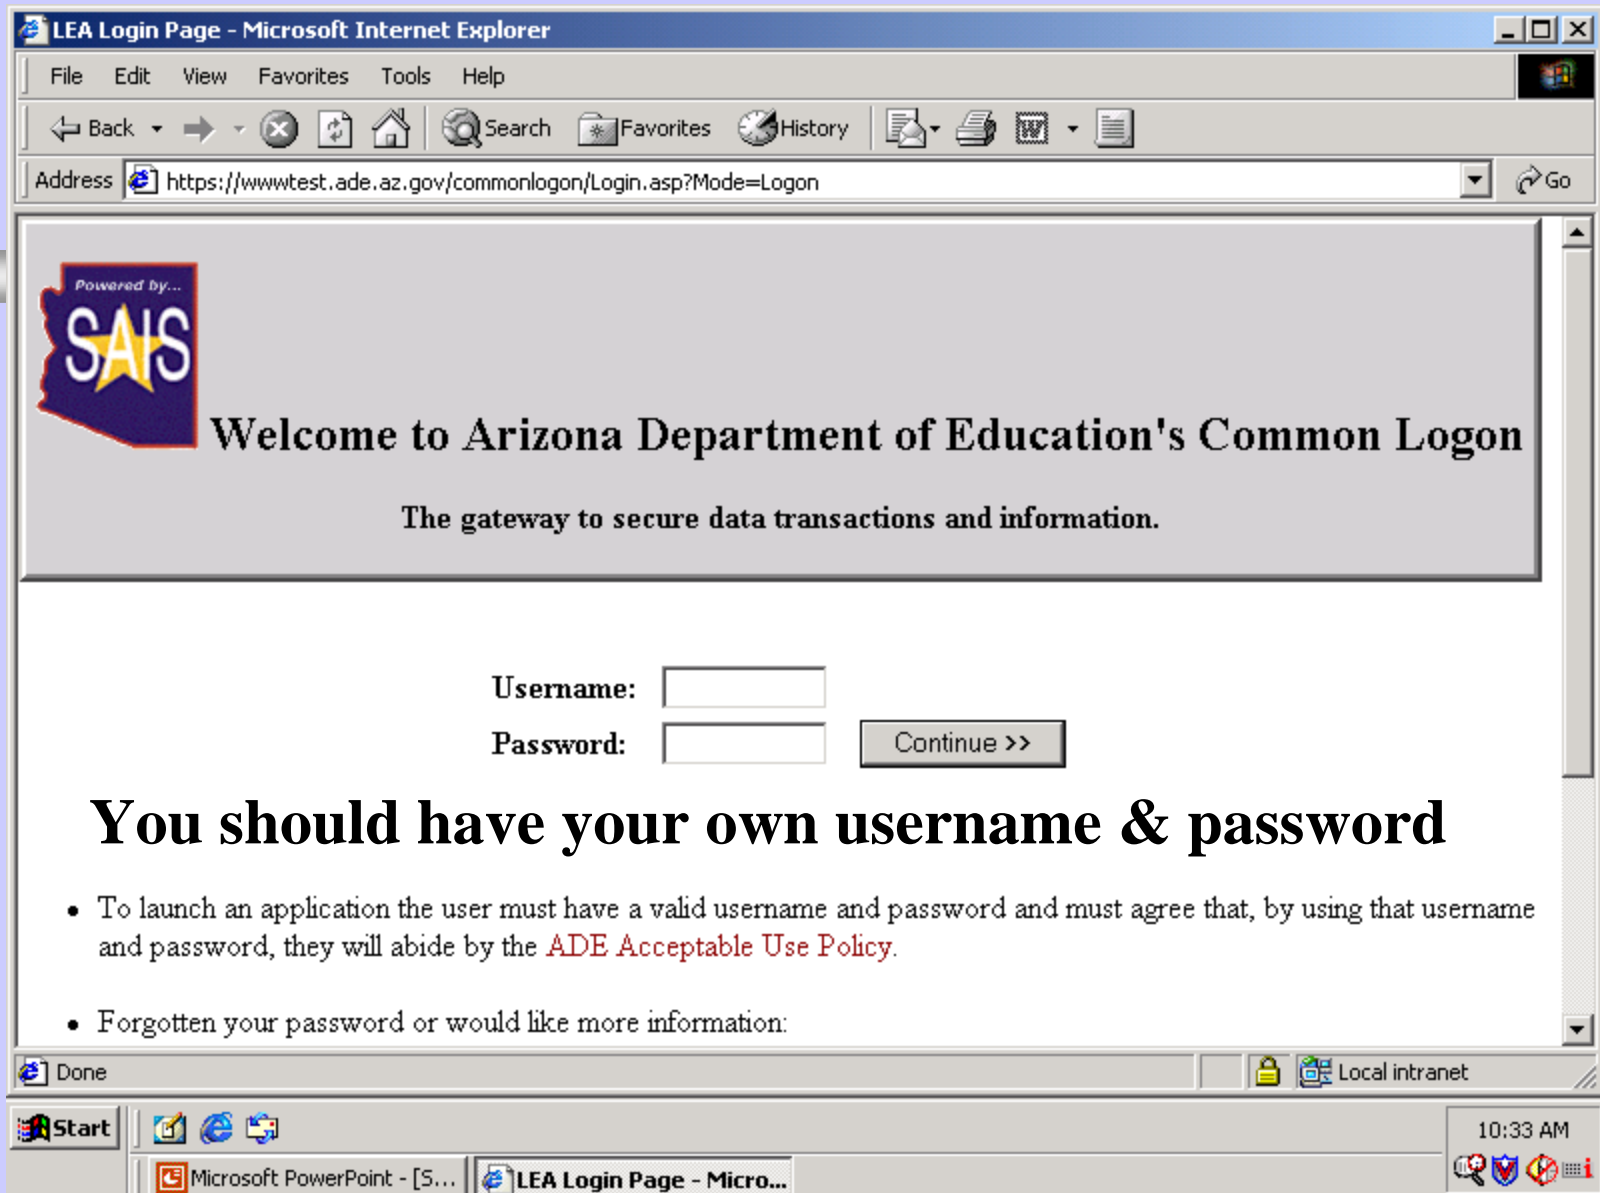 LEA Login Page - Microsoft Internet Explorer
File Edit View Favorites Tools Help
Back Search Favorites History
Address https://wwwtest.ade.az.gov/commonlogon/Login.asp?Mode=Logon Go
Powered by...
SAIS
Welcome to Arizona Department of Education's Common Logon
The gateway to secure data transactions and information.
Username:
Password: Continue >>
You should have your own username & password
• To launch an application the user must have a valid username and password and must agree that, by using that username
and password, they will abide by the ADE Acceptable Use Policy.
• Forgotten your password or would like more information:
Done Local intranet
Start 10:33 AM
Microsoft PowerPoint - [S... LEA Login Page - Micro...